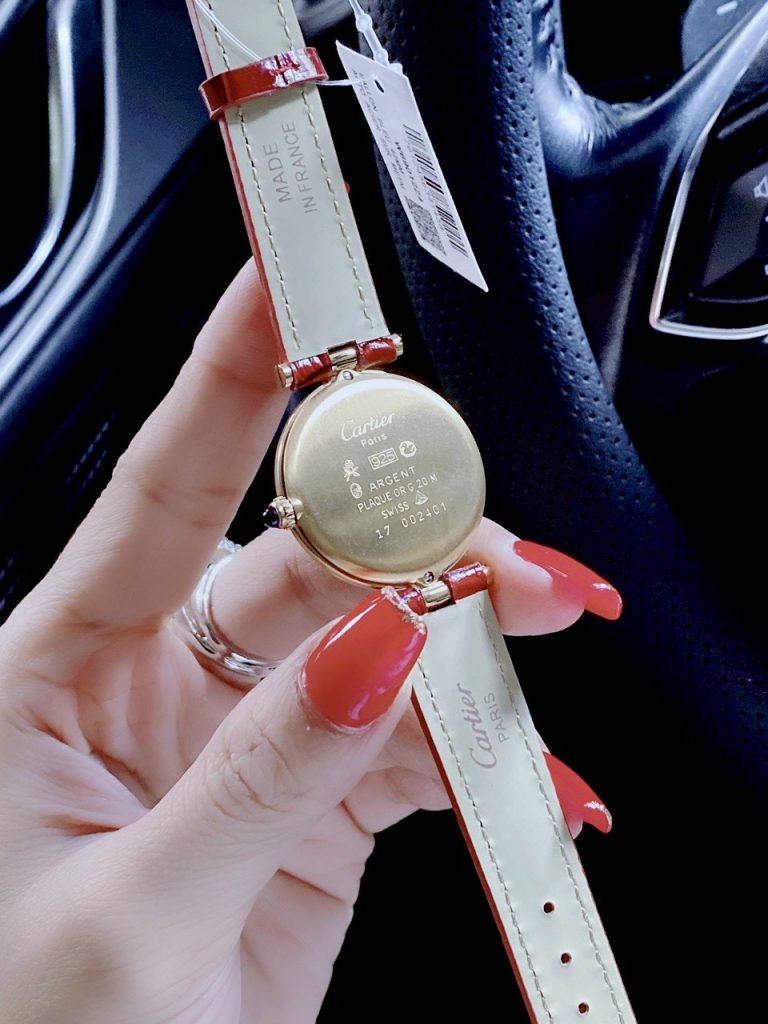 MADE
IN FRANCE
Cartier
Paris
925
ARGENT
PLAQUE OR G 20 M
SWISS
17 002401
Cartier
PARIS